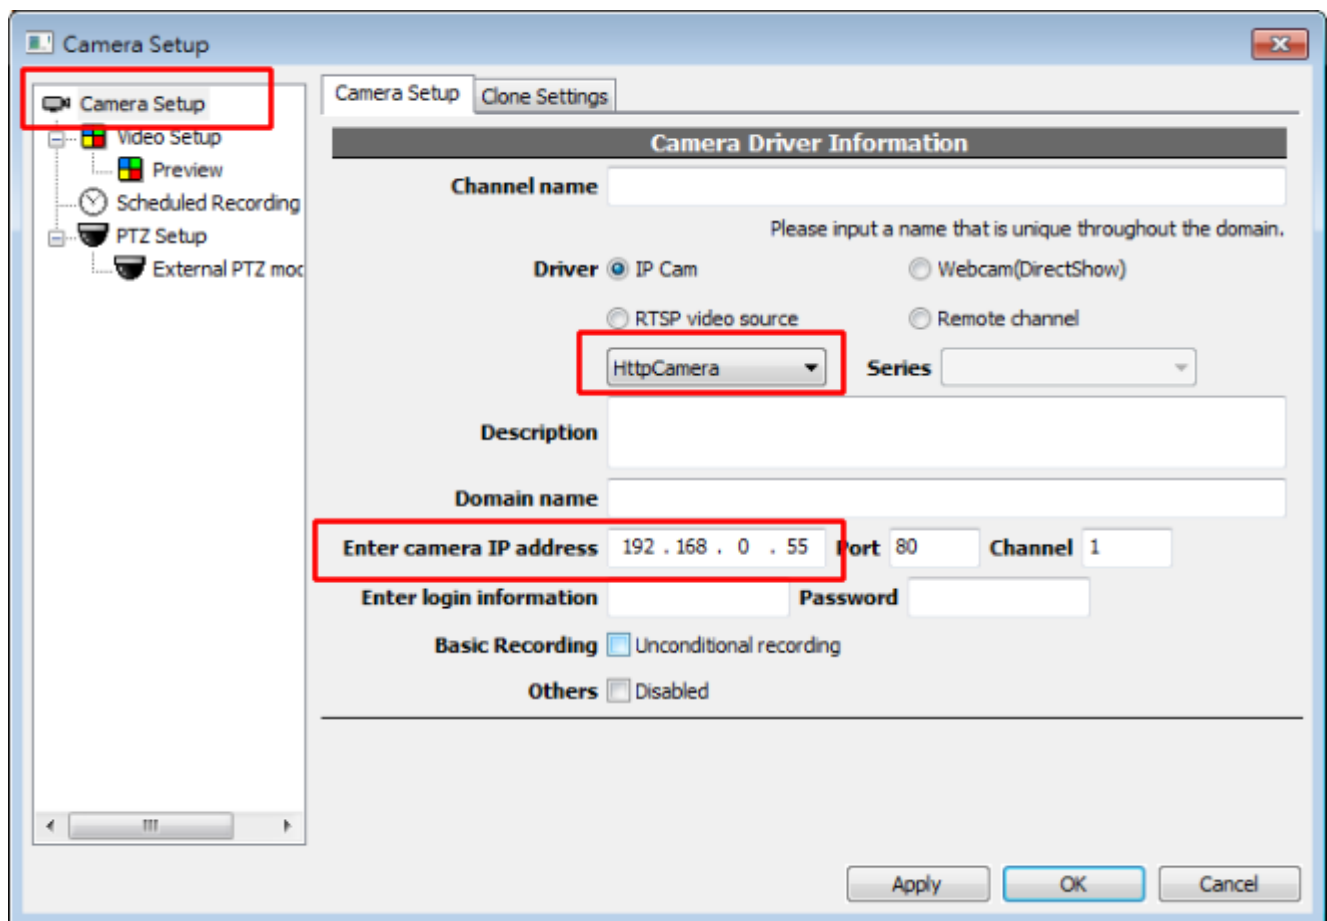 Camera Setup
Camera Setup
Video Setup
Preview
Scheduled Recording
PTZ Setup
External PTZ moc
Camera Setup Clone Settings
Camera Driver Information
Channel name
Please input a name that is unique throughout the domain.
Driver IP Cam Webcam(DirectShow)
RTSP video source Remote channel
HttpCamera Series
Description
Domain name
Enter camera IP address 192 . 168 . 0 . 55 Port 80 Channel 1
Enter login information Password
Basic Recording Unconditional recording
Others Disabled
Apply OK Cancel